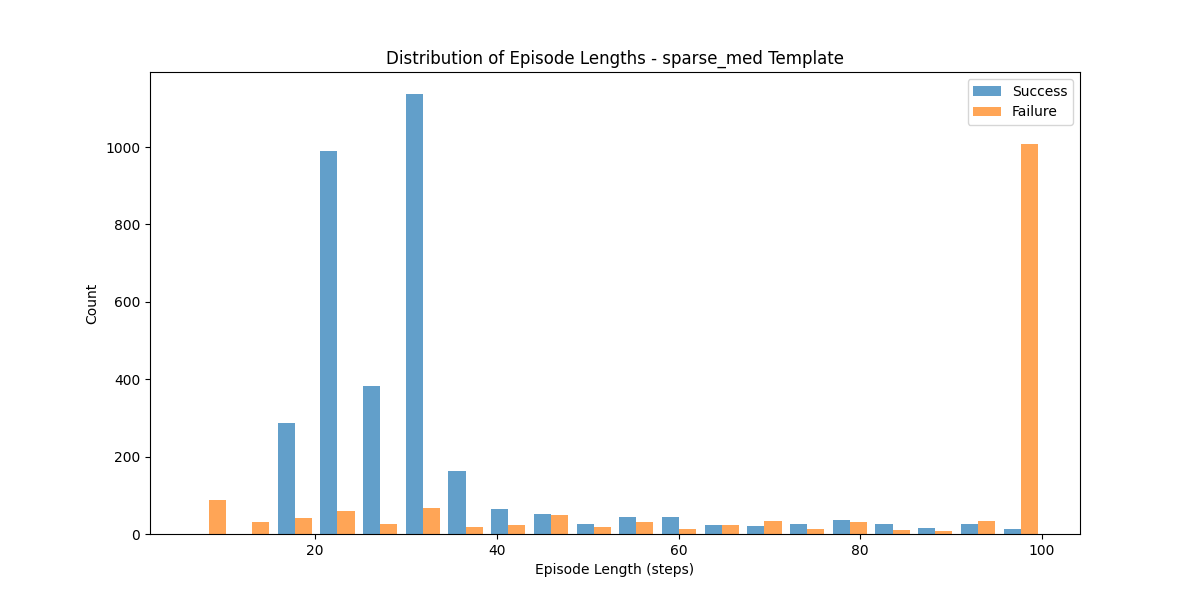 Distribution of Episode Lengths - sparse_med Template
Success
Failure
1000
800
600
400
200
0
Count
20 40 60 80 100
Episode Length (steps)